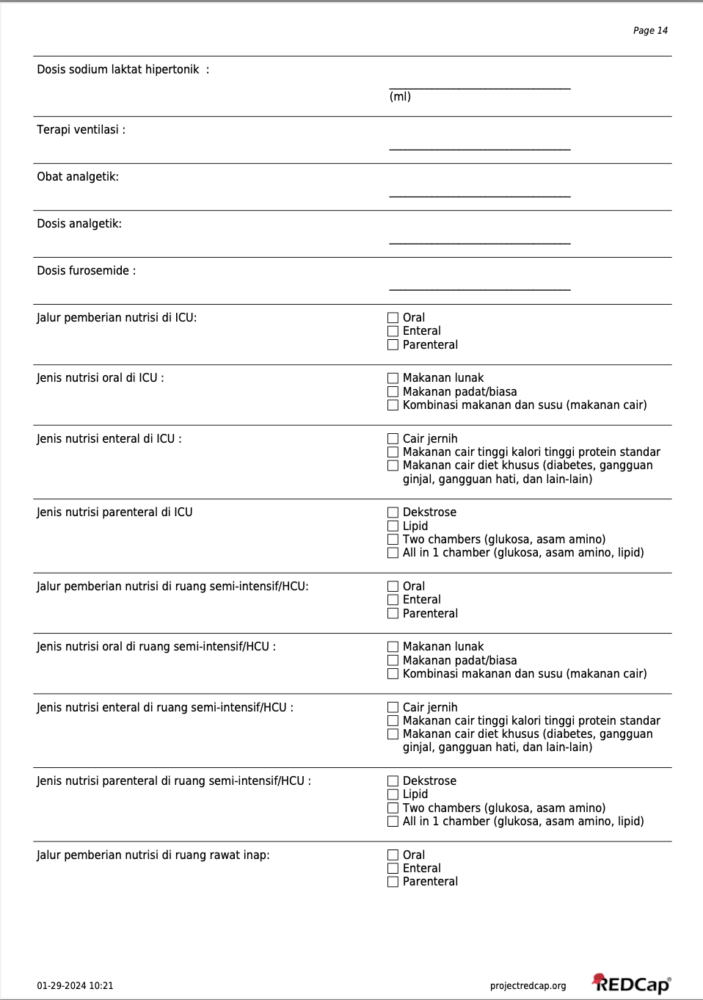 Page 14
Dosis sodium laktat hipertonik  :
(ml)
Terapi ventilasi :
Obat analgetik:
Dosis analgetik:
Dosis furosemide :
Jalur pemberian nutrisi di ICU:
Oral
Enteral
Parenteral
Jenis nutrisi oral di ICU :
Makanan lunak
Makanan padat/biasa
Kombinasi makanan dan susu (makanan cair)
Jenis nutrisi enteral di ICU :
Cair jernih
Makanan cair tinggi kalori tinggi protein standar
Makanan cair diet khusus (diabetes, gangguan
ginjal, gangguan hati, dan lain-lain)
Jenis nutrisi parenteral di ICU
Dekstrose
Lipid
Two chambers (glukosa, asam amino)
All in 1 chamber (glukosa, asam amino, lipid)
Jalur pemberian nutrisi di ruang semi-intensif/HCU:
Oral
Enteral
Parenteral
Jenis nutrisi oral di ruang semi-intensif/HCU :
Makanan lunak
Makanan padat/biasa
Kombinasi makanan dan susu (makanan cair)
Jenis nutrisi enteral di ruang semi-intensif/HCU :
Cair jernih
Makanan cair tinggi kalori tinggi protein standar
Makanan cair diet khusus (diabetes, gangguan
ginjal, gangguan hati, dan lain-lain)
Jenis nutrisi parenteral di ruang semi-intensif/HCU :
Dekstrose
Lipid
Two chambers (glukosa, asam amino)
All in 1 chamber (glukosa, asam amino, lipid)
Jalur pemberian nutrisi di ruang rawat inap:
Oral
Enteral
Parenteral
01-29-2024 10:21
projectredcap.org
REDCap®